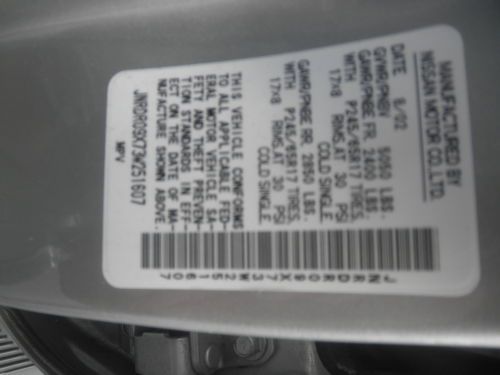 MANUFACTURED BY
NISSAN MOTOR CO., LTD.
DATE 8/02
GVWR/PNBV 5050 LBS.
GAWR/PNBE FR. 2400 LBS.
WITH P245/65R17 TIRES,
17x8 RIMS,AT 30 PSI
COLD SINGLE
GAWR/PNBE RR. 2850 LBS.
WITH P245/65R17 TIRES,
17x8 RIMS,AT 30 PSI
COLD SINGLE
THIS VEHICLE CONFORMS
TO ALL APPLICABLE FED-
ERAL MOTOR VEHICLE SA-
FETY AND THEFT PREVEN-
TION STANDARDS IN EFF-
ECT ON THE DATE OF MA-
NUFACTURE SHOWN ABOVE.
JNRDR09X73W251607
MPV
JNRDR09X73W251607